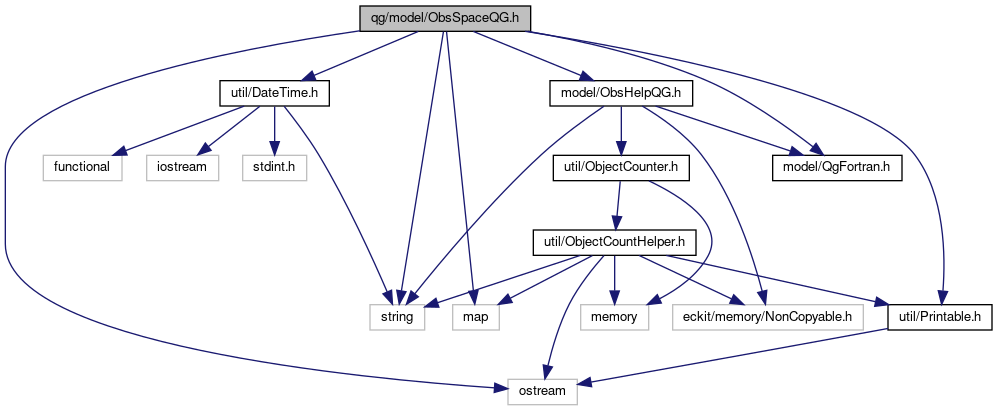 qg/model/ObsSpaceQG.h
util/DateTime.h
model/ObsHelpQG.h
functional
iostream
stdint.h
util/ObjectCounter.h
model/QgFortran.h
util/ObjectCountHelper.h
string
map
memory
eckit/memory/NonCopyable.h
util/Printable.h
ostream